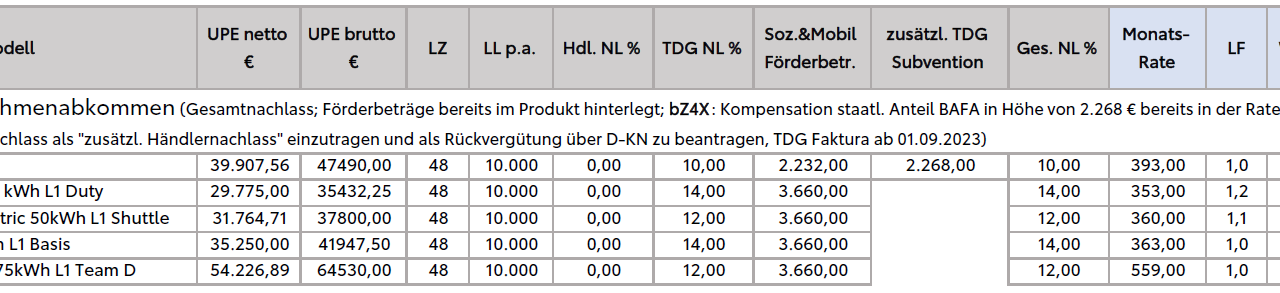 odell UPE netto € UPE brutto € LZ LL p.a. Hdl. NL % TDG NL % Soz.&Mobil Förderbetr. zusätzl. TDG Subvention Ges. NL % Monats-Rate LF
hmenabkommen (Gesamtnachlass; Förderbeträge bereits im Produkt hinterlegt; bZ4X: Kompensation staatl. Anteil BAFA in Höhe von 2.268 € bereits in der Rate
chlass als "zusätzl. Händlernachlass" einzutragen und als Rückvergütung über D-KN zu beantragen, TDG Faktura ab 01.09.2023)
39.907,56 47490,00 48 10.000 0,00 10,00 2.232,00 2.268,00 10,00 393,00 1,0
kWh L1 Duty 29.775,00 35432,25 48 10.000 0,00 14,00 3.660,00 14,00 353,00 1,2
tric 50kWh L1 Shuttle 31.764,71 37800,00 48 10.000 0,00 12,00 3.660,00 12,00 360,00 1,1
L1 Basis 35.250,00 41947,50 48 10.000 0,00 14,00 3.660,00 14,00 363,00 1,0
75kWh L1 Team D 54.226,89 64530,00 48 10.000 0,00 12,00 3.660,00 12,00 559,00 1,0